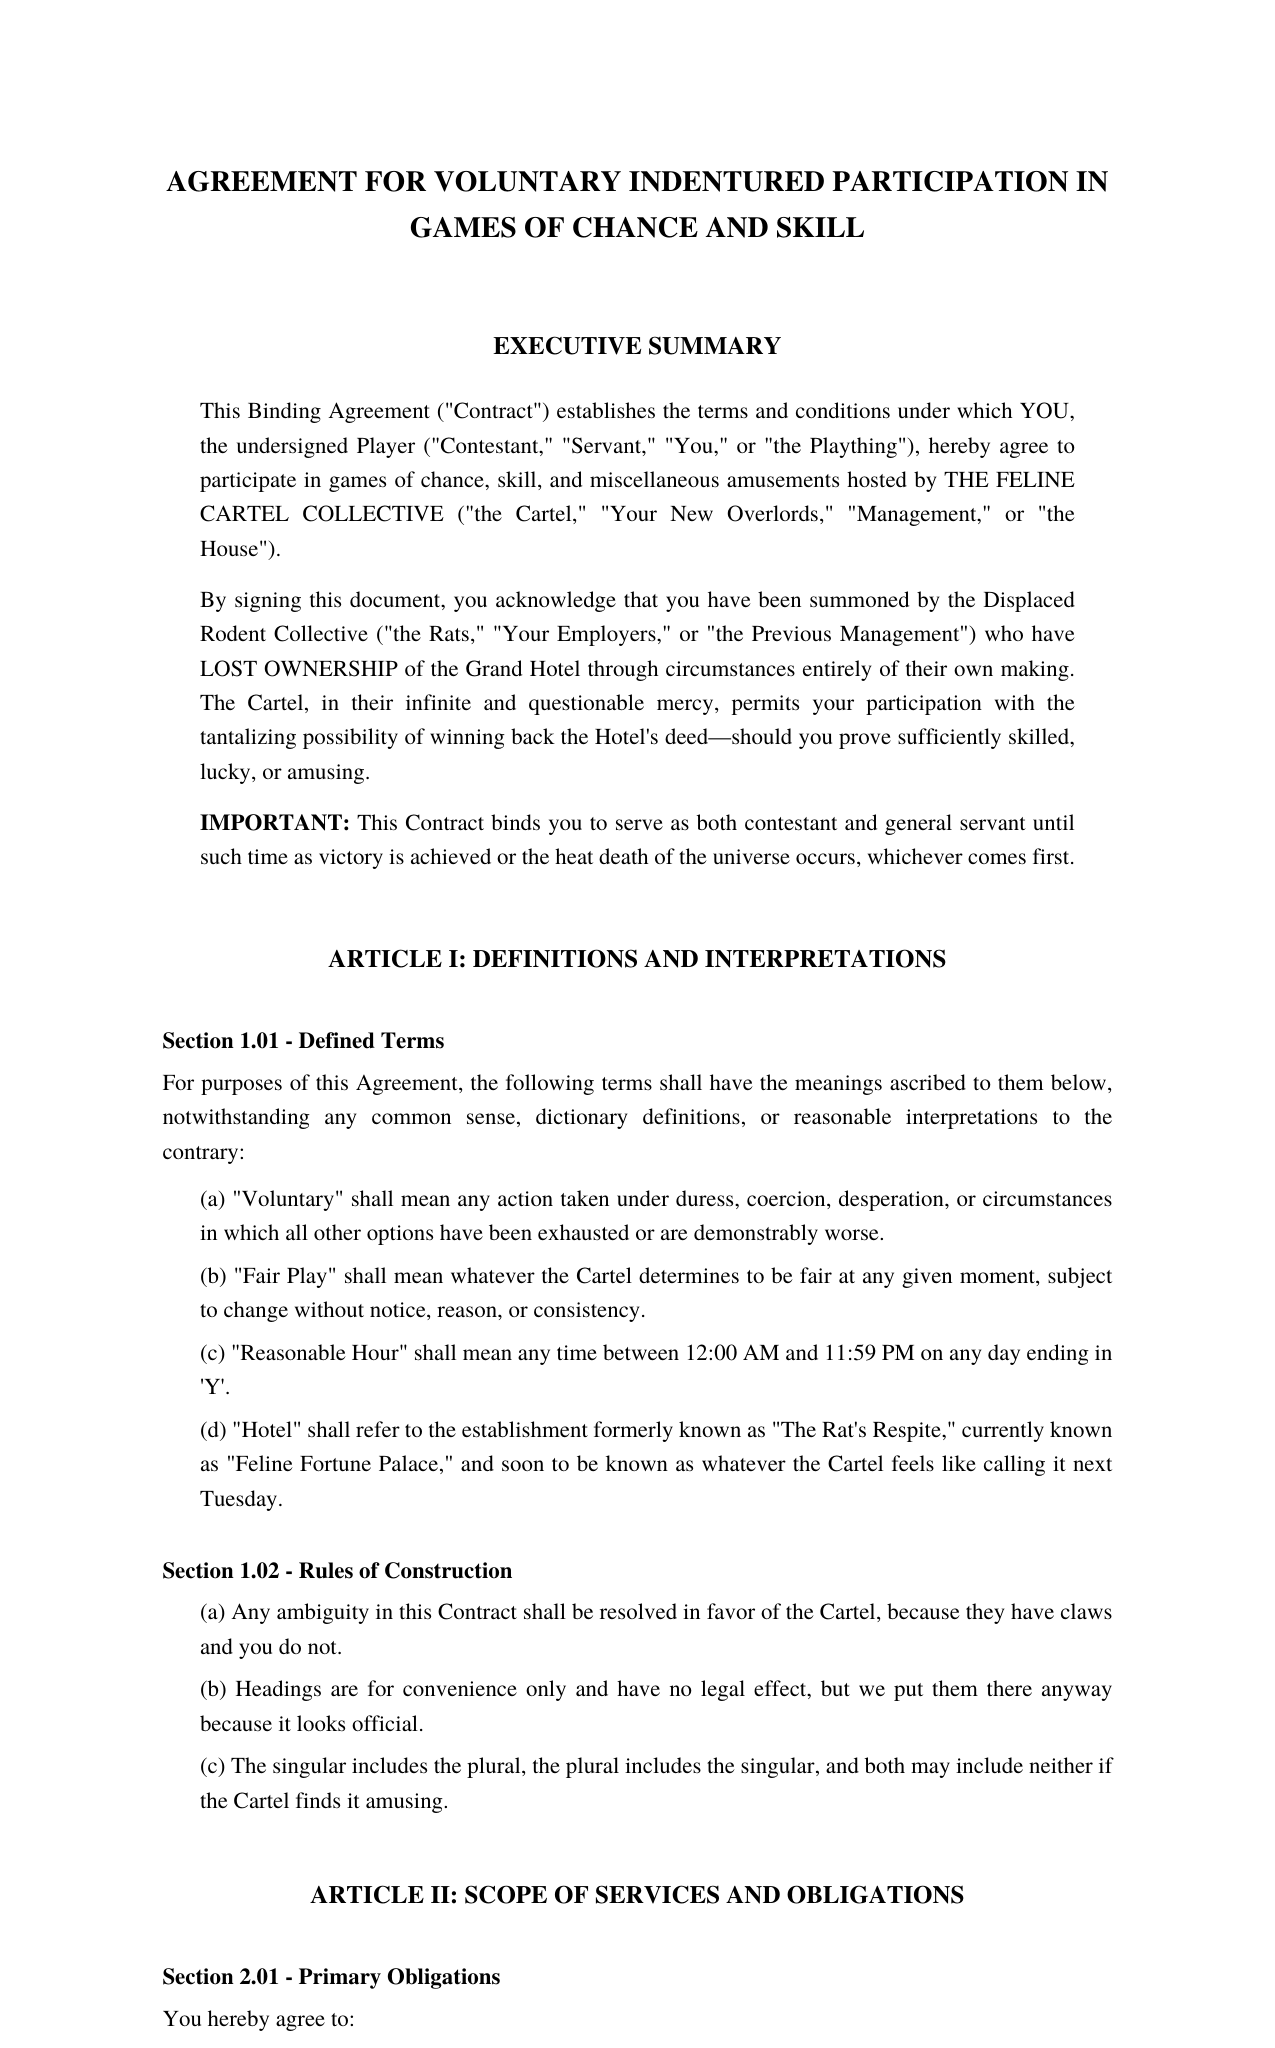 AGREEMENT FOR VOLUNTARY INDENTURED PARTICIPATION IN
GAMES OF CHANCE AND SKILL
EXECUTIVE SUMMARY
This Binding Agreement ("Contract") establishes the terms and conditions under which YOU,
the undersigned Player ("Contestant," "Servant," "You," or "the Plaything"), hereby agree to
participate in games of chance, skill, and miscellaneous amusements hosted by THE FELINE
CARTEL COLLECTIVE ("the Cartel," "Your New Overlords," "Management," or "the
House").
By signing this document, you acknowledge that you have been summoned by the Displaced
Rodent Collective ("the Rats," "Your Employers," or "the Previous Management") who have
LOST OWNERSHIP of the Grand Hotel through circumstances entirely of their own making.
The Cartel, in their infinite and questionable mercy, permits your participation with the
tantalizing possibility of winning back the Hotel's deed—should you prove sufficiently skilled,
lucky, or amusing.
IMPORTANT: This Contract binds you to serve as both contestant and general servant until
such time as victory is achieved or the heat death of the universe occurs, whichever comes first.
ARTICLE I: DEFINITIONS AND INTERPRETATIONS
Section 1.01 - Defined Terms
For purposes of this Agreement, the following terms shall have the meanings ascribed to them below,
notwithstanding any common sense, dictionary definitions, or reasonable interpretations to the
contrary:
(a) "Voluntary" shall mean any action taken under duress, coercion, desperation, or circumstances
in which all other options have been exhausted or are demonstrably worse.
(b) "Fair Play" shall mean whatever the Cartel determines to be fair at any given moment, subject
to change without notice, reason, or consistency.
(c) "Reasonable Hour" shall mean any time between 12:00 AM and 11:59 PM on any day ending in
'Y'.
(d) "Hotel" shall refer to the establishment formerly known as "The Rat's Respite," currently known
as "Feline Fortune Palace," and soon to be known as whatever the Cartel feels like calling it next
Tuesday.
Section 1.02 - Rules of Construction
(a) Any ambiguity in this Contract shall be resolved in favor of the Cartel, because they have claws
and you do not.
(b) Headings are for convenience only and have no legal effect, but we put them there anyway
because it looks official.
(c) The singular includes the plural, the plural includes the singular, and both may include neither if
the Cartel finds it amusing.
ARTICLE II: SCOPE OF SERVICES AND OBLIGATIONS
Section 2.01 - Primary Obligations
You hereby agree to: